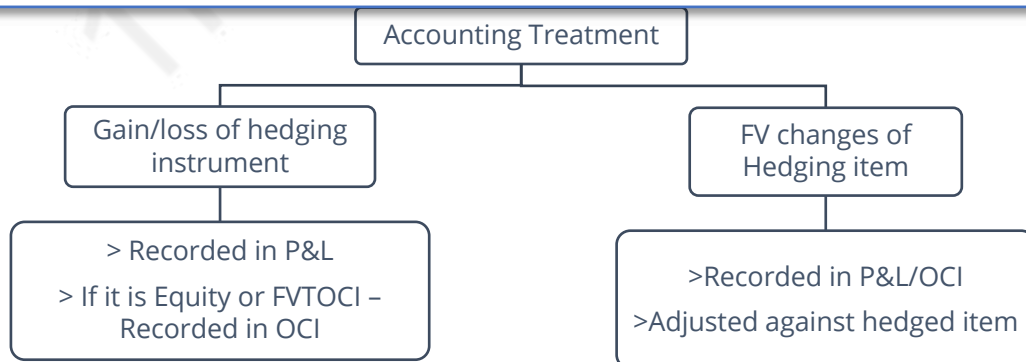 Accounting Treatment
Gain/loss of hedging
instrument
FV changes of
Hedging item
> Recorded in P&L
> If it is Equity or FVTOCI –
Recorded in OCI
>Recorded in P&L/OCI
>Adjusted against hedged item